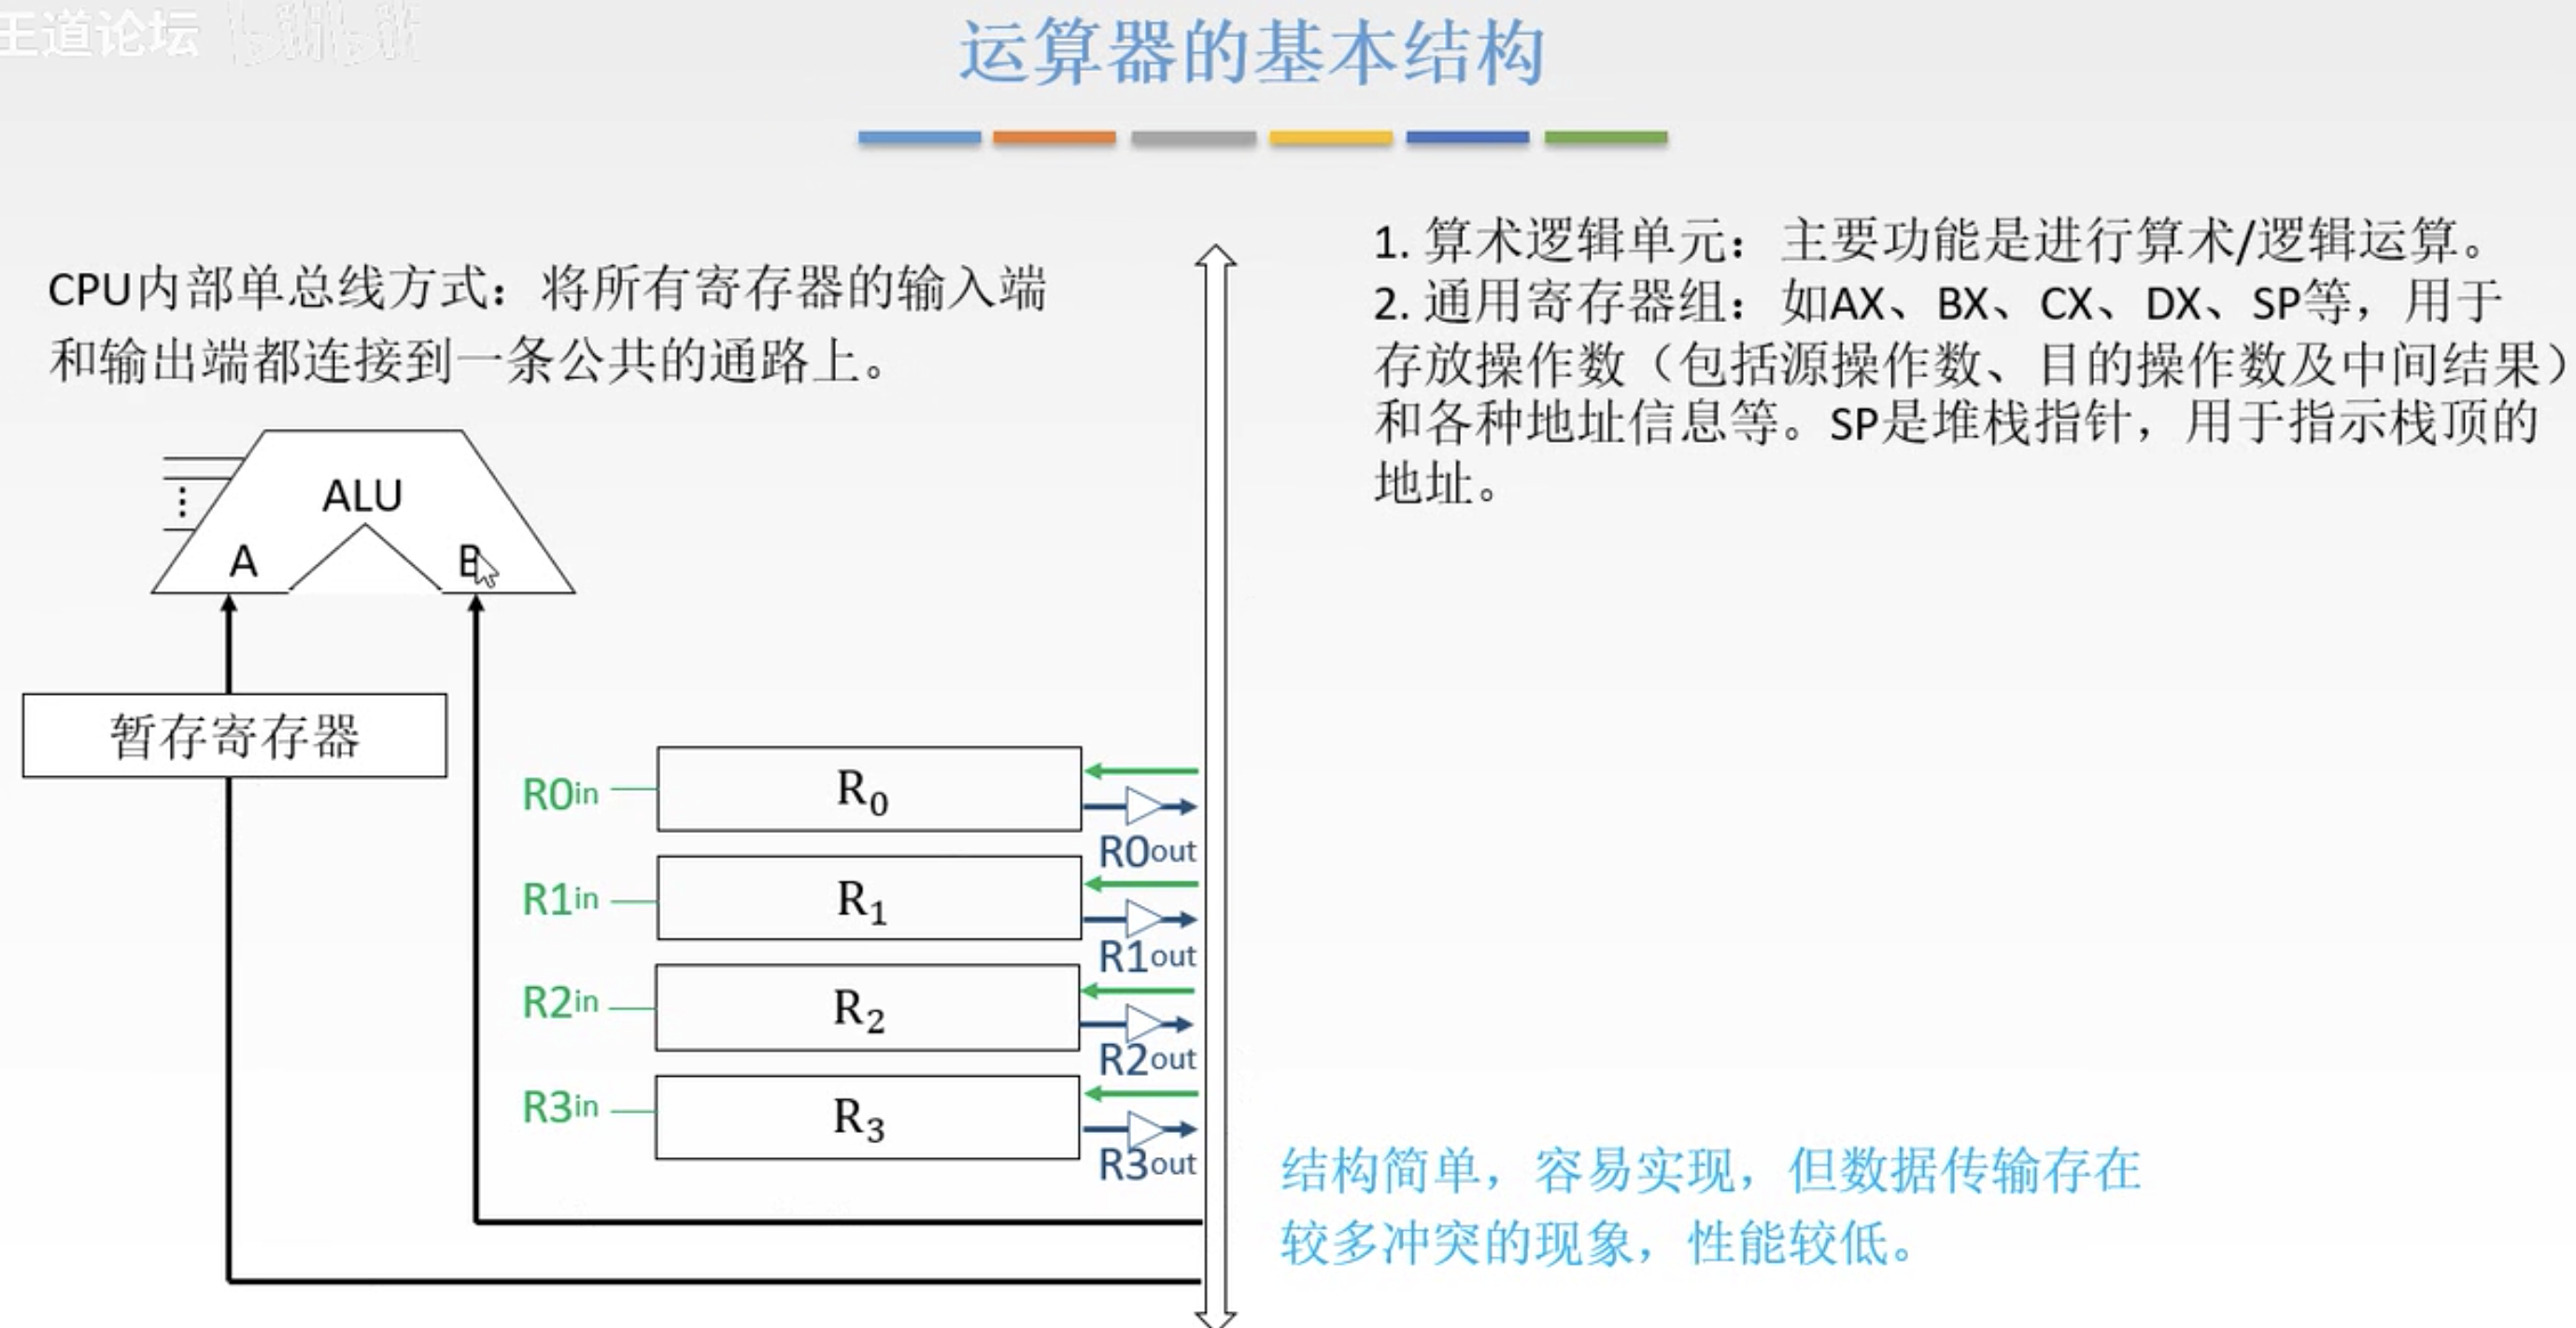 王道论坛 bilibili
运算器的基本结构
CPU内部单总线方式：将所有寄存器的输入端
和输出端都连接到一条公共的通路上。
1. 算术逻辑单元：主要功能是进行算术/逻辑运算。
2. 通用寄存器组：如AX、BX、CX、DX、SP等，用于
存放操作数（包括源操作数、目的操作数及中间结果）
和各种地址信息等。SP是堆栈指针，用于指示栈顶的
地址。
ALU
A
B
暂存寄存器
R0in
R0
R0out
R1in
R1
R1out
R2in
R2
R2out
R3in
R3
R3out
结构简单，容易实现，但数据传输存在
较多冲突的现象，性能较低。